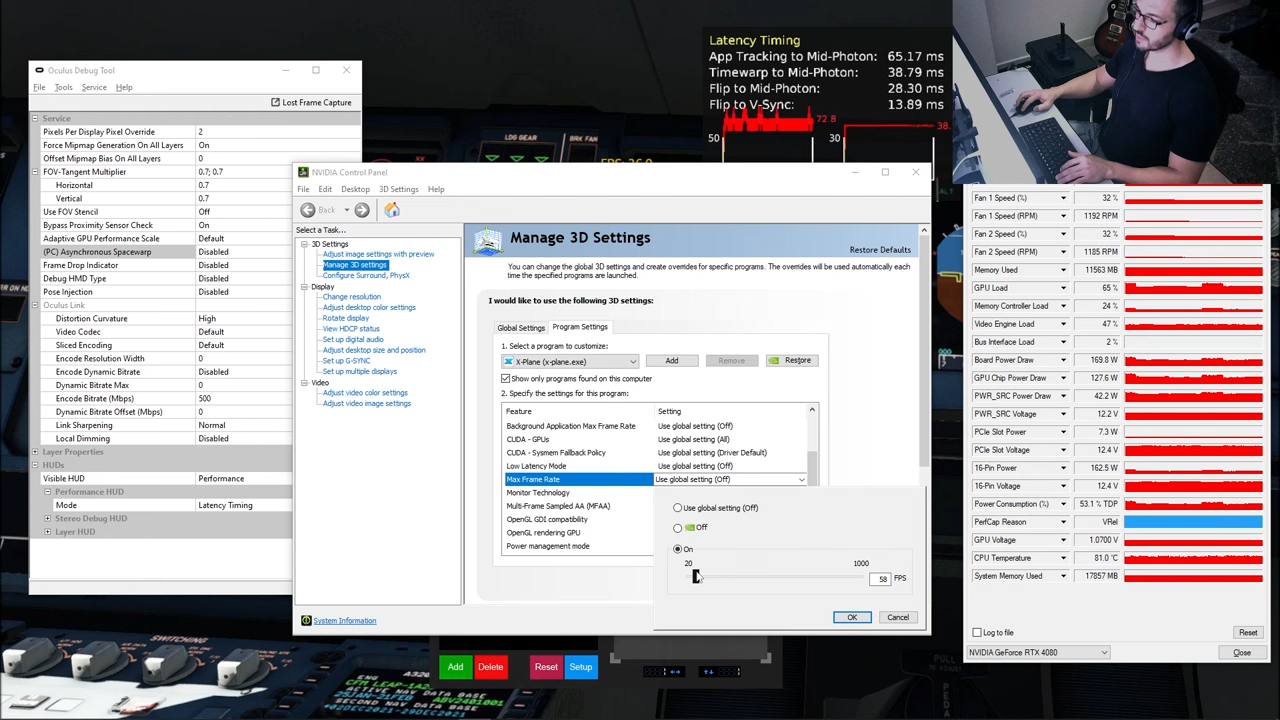 Latency Timing
App Tracking to Mid-Photon: 65.17 ms
Timewarp to Mid-Photon: 38.79 ms
Flip to Mid-Photon: 28.30 ms
Flip to V-Sync: 13.89 ms
72.8
38.
50
30
LDG GEAR
BRK FAN
Oculus Debug Tool
File Tools Service Help
Lost Frame Capture
Service
Pixels Per Display Pixel Override 2
Force Mipmap Generation On All Layers On
Offset Mipmap Bias On All Layers 0
FOV-Tangent Multiplier 0.7; 0.7
Horizontal 0.7
Vertical 0.7
Use FOV Stencil Off
Bypass Proximity Sensor Check On
Adaptive GPU Performance Scale Default
(PC) Asynchronous Spacewarp Disabled
Frame Drop Indicator Disabled
Debug HMD Type Disabled
Pose Injection Disabled
Oculus Link
Distortion Curvature High
Video Codec Default
Sliced Encoding Default
Encode Resolution Width 0
Encode Dynamic Bitrate Disabled
Dynamic Bitrate Max 0
Encode Bitrate (Mbps) 500
Dynamic Bitrate Offset (Mbps) 0
Link Sharpening Normal
Local Dimming Disabled
Layer Properties
HUDs
Visible HUD Performance
Performance HUD
Mode Latency Timing
Stereo Debug HUD
Layer HUD
NVIDIA Control Panel
File Edit Desktop 3D Settings Help
Back
Select a Task...
3D Settings
Adjust image settings with preview
Manage 3D settings
Configure Surround, PhysX
Display
Change resolution
Adjust desktop color settings
Rotate display
View HDCP status
Set up digital audio
Adjust desktop size and position
Set up G-SYNC
Set up multiple displays
Video
Adjust video color settings
Adjust video image settings
System Information
Manage 3D Settings
Restore Defaults
You can change the global 3D settings and create overrides for specific programs. The overrides will be used automatically each
time the specified programs are launched.
I would like to use the following 3D settings:
Global Settings Program Settings
1. Select a program to customize:
X-Plane (x-plane.exe) Add Remove Restore
Show only programs found on this computer
2. Specify the settings for this program:
Feature Setting
Background Application Max Frame Rate Use global setting (Off)
CUDA - GPUs Use global setting (All)
CUDA - Sysmem Fallback Policy Use global setting (Driver Default)
Low Latency Mode Use global setting (Off)
Max Frame Rate Use global setting (Off)
Monitor Technology
Multi-Frame Sampled AA (MFAA)
OpenGL GDI compatibility
OpenGL rendering GPU
Power management mode
Use global setting (Off)
Off
On
20 1000
58 FPS
OK Cancel
Fan 1 Speed (%) 32 %
Fan 1 Speed (RPM) 1192 RPM
Fan 2 Speed (%) 32 %
Fan 2 Speed (RPM) 1185 RPM
Memory Used 11563 MB
GPU Load 65 %
Memory Controller Load 24 %
Video Engine Load 47 %
Bus Interface Load 2 %
Board Power Draw 169.8 W
GPU Chip Power Draw 127.6 W
PWR_SRC Power Draw 42.2 W
PWR_SRC Voltage 12.2 V
PCIe Slot Power 7.3 W
PCIe Slot Voltage 12.4 V
16-Pin Power 162.5 W
16-Pin Voltage 12.4 V
Power Consumption (%) 53.1 % TDP
PerfCap Reason VRel
GPU Voltage 1.0700 V
CPU Temperature 81.0 °C
System Memory Used 17857 MB
Log to file Reset
NVIDIA GeForce RTX 4080 Close
Add Delete Reset Setup
SWITCHING
PULL